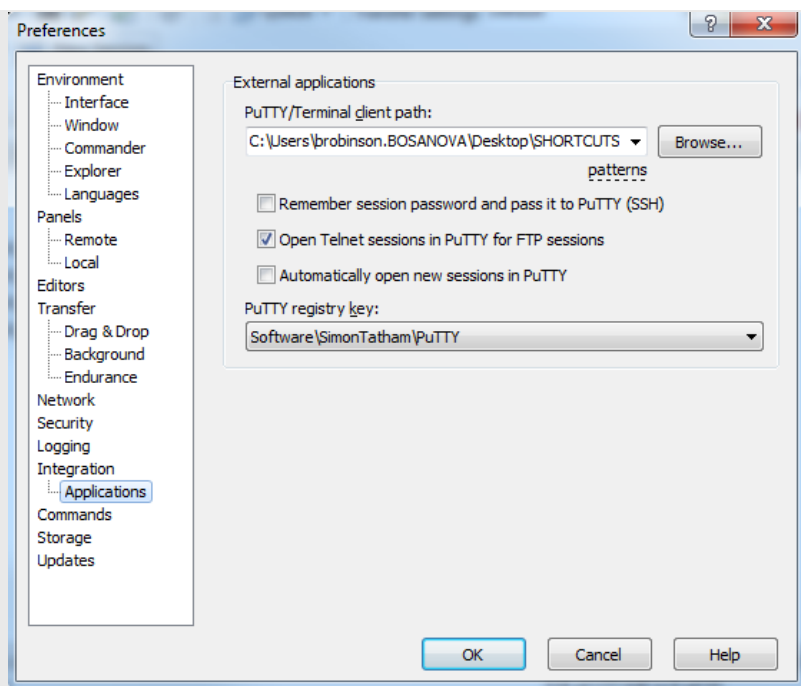 Preferences
Environment
Interface
Window
Commander
Explorer
Languages
Panels
Remote
Local
Editors
Transfer
Drag & Drop
Background
Endurance
Network
Security
Logging
Integration
Applications
Commands
Storage
Updates
External applications
PuTTY/Terminal client path:
C:\Users\brobinson.BOSANOVA\Desktop\SHORTCUTS
Browse...
patterns
Remember session password and pass it to PuTTY (SSH)
Open Telnet sessions in PuTTY for FTP sessions
Automatically open new sessions in PuTTY
PuTTY registry key:
Software\SimonTatham\PuTTY
OK
Cancel
Help